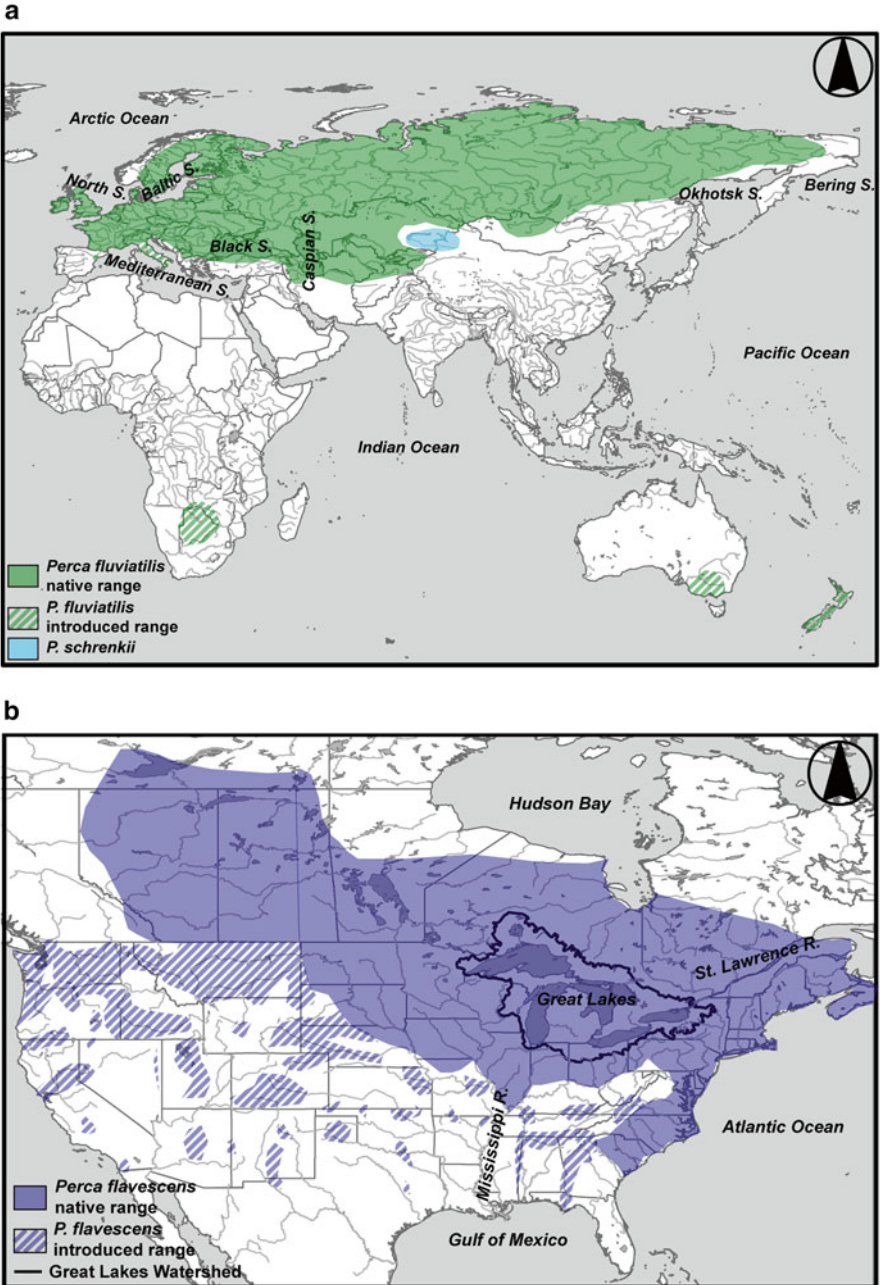 a
Arctic Ocean
North S.
Baltic S.
Okhotsk S.
Bering S.
Black S.
Caspian S.
Mediterranean S.
Pacific Ocean
Indian Ocean
Perca fluviatilis
native range
P. fluviatilis
introduced range
P. schrenkii
b
Hudson Bay
St. Lawrence R.
Great Lakes
Mississippi R.
Atlantic Ocean
Perca flavescens
native range
P. flavescens
introduced range
Great Lakes Watershed
Gulf of Mexico